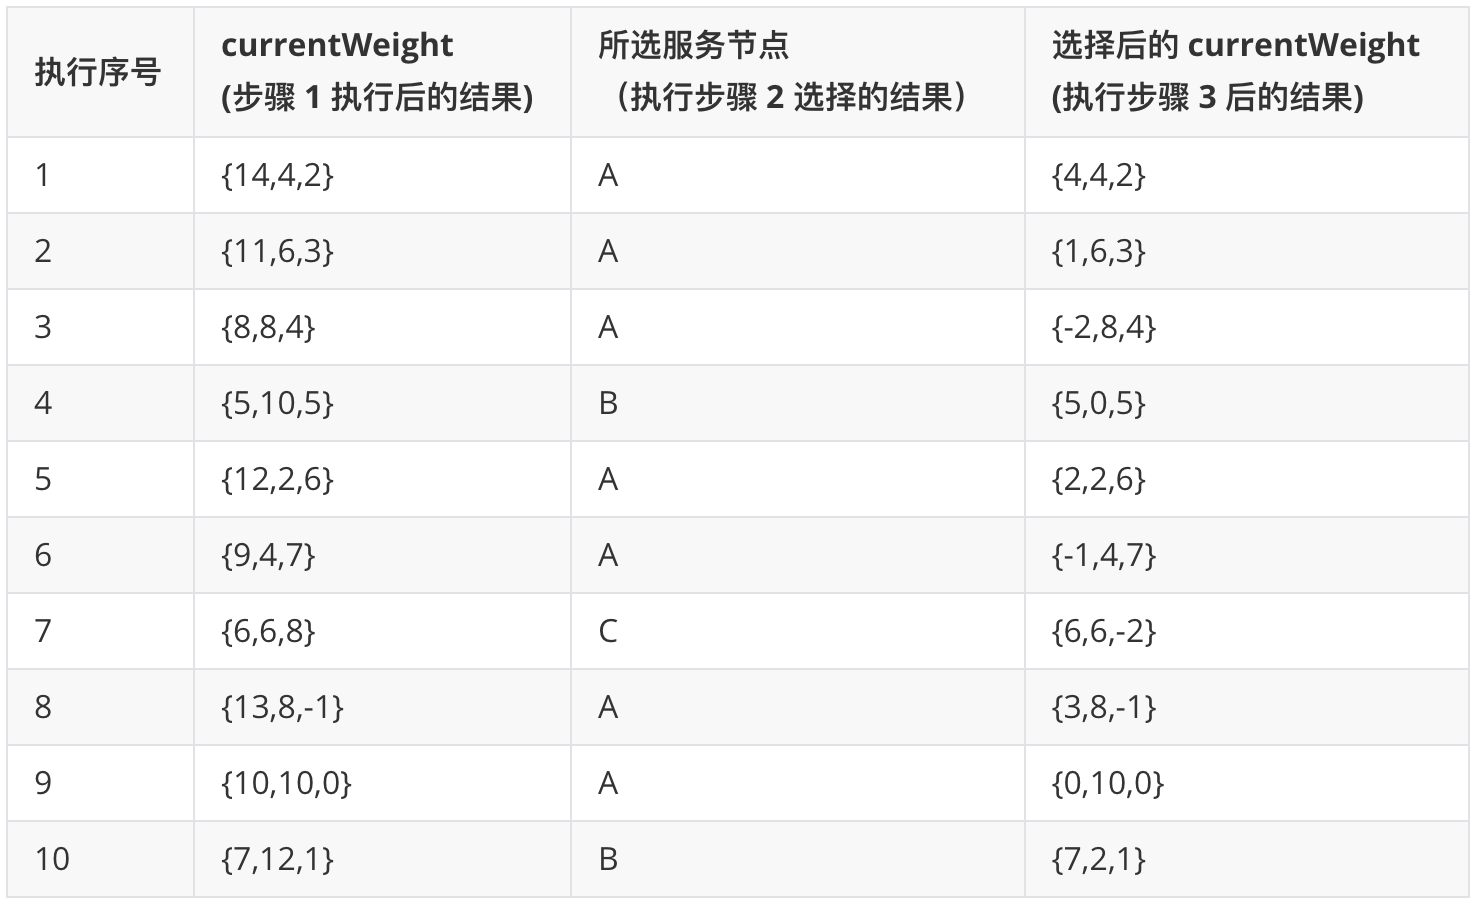 执行序号 currentWeight (步骤 1 执行后的结果) 所选服务节点 （执行步骤 2 选择的结果） 选择后的 currentWeight (执行步骤 3 后的结果)
1 {14,4,2} A {4,4,2}
2 {11,6,3} A {1,6,3}
3 {8,8,4} A {-2,8,4}
4 {5,10,5} B {5,0,5}
5 {12,2,6} A {2,2,6}
6 {9,4,7} A {-1,4,7}
7 {6,6,8} C {6,6,-2}
8 {13,8,-1} A {3,8,-1}
9 {10,10,0} A {0,10,0}
10 {7,12,1} B {7,2,1}